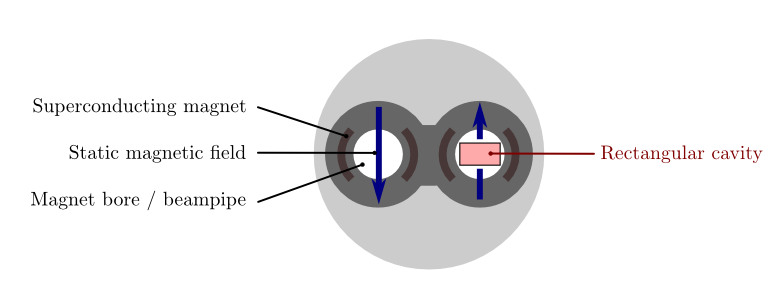 Superconducting magnet
Static magnetic field
Rectangular cavity
Magnet bore / beampipe